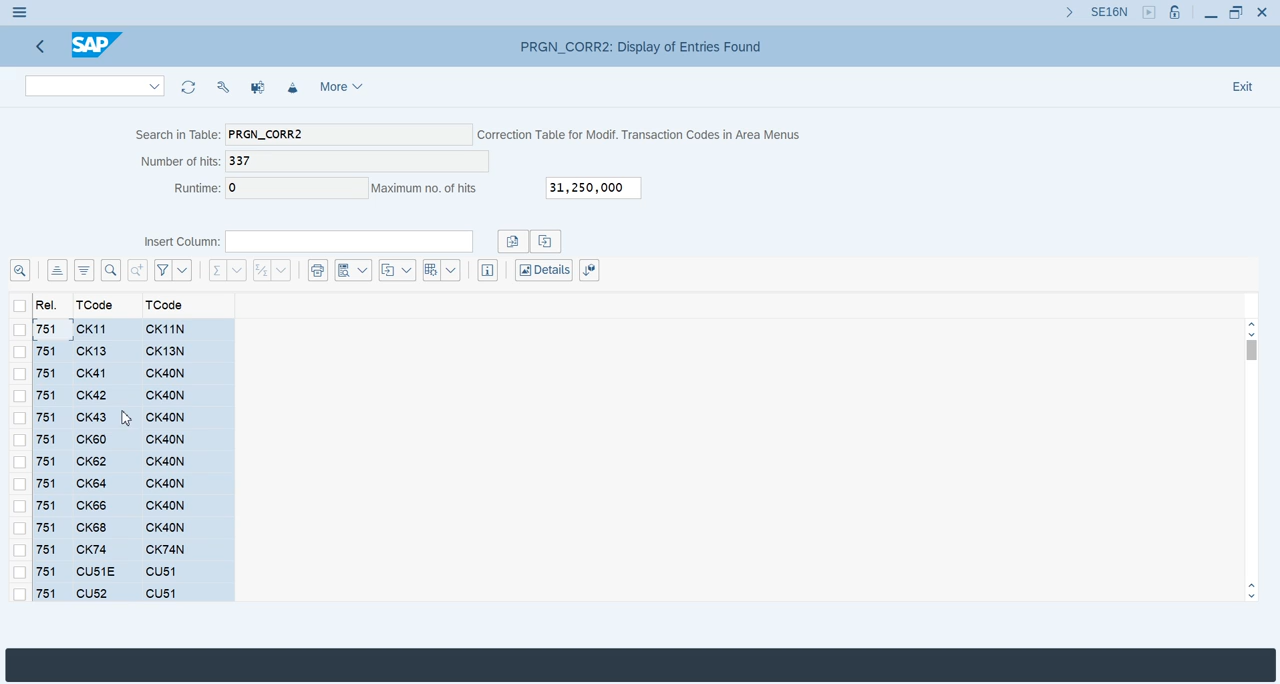 SE16N
SAP PRGN_CORR2: Display of Entries Found
More Exit
Search in Table: PRGN_CORR2 Correction Table for Modif. Transaction Codes in Area Menus
Number of hits: 337
Runtime: 0 Maximum no. of hits 31,250,000
Insert Column:
Details
Rel. TCode TCode
751 CK11 CK11N
751 CK13 CK13N
751 CK41 CK40N
751 CK42 CK40N
751 CK43 CK40N
751 CK60 CK40N
751 CK62 CK40N
751 CK64 CK40N
751 CK66 CK40N
751 CK68 CK40N
751 CK74 CK74N
751 CU51E CU51
751 CU52 CU51